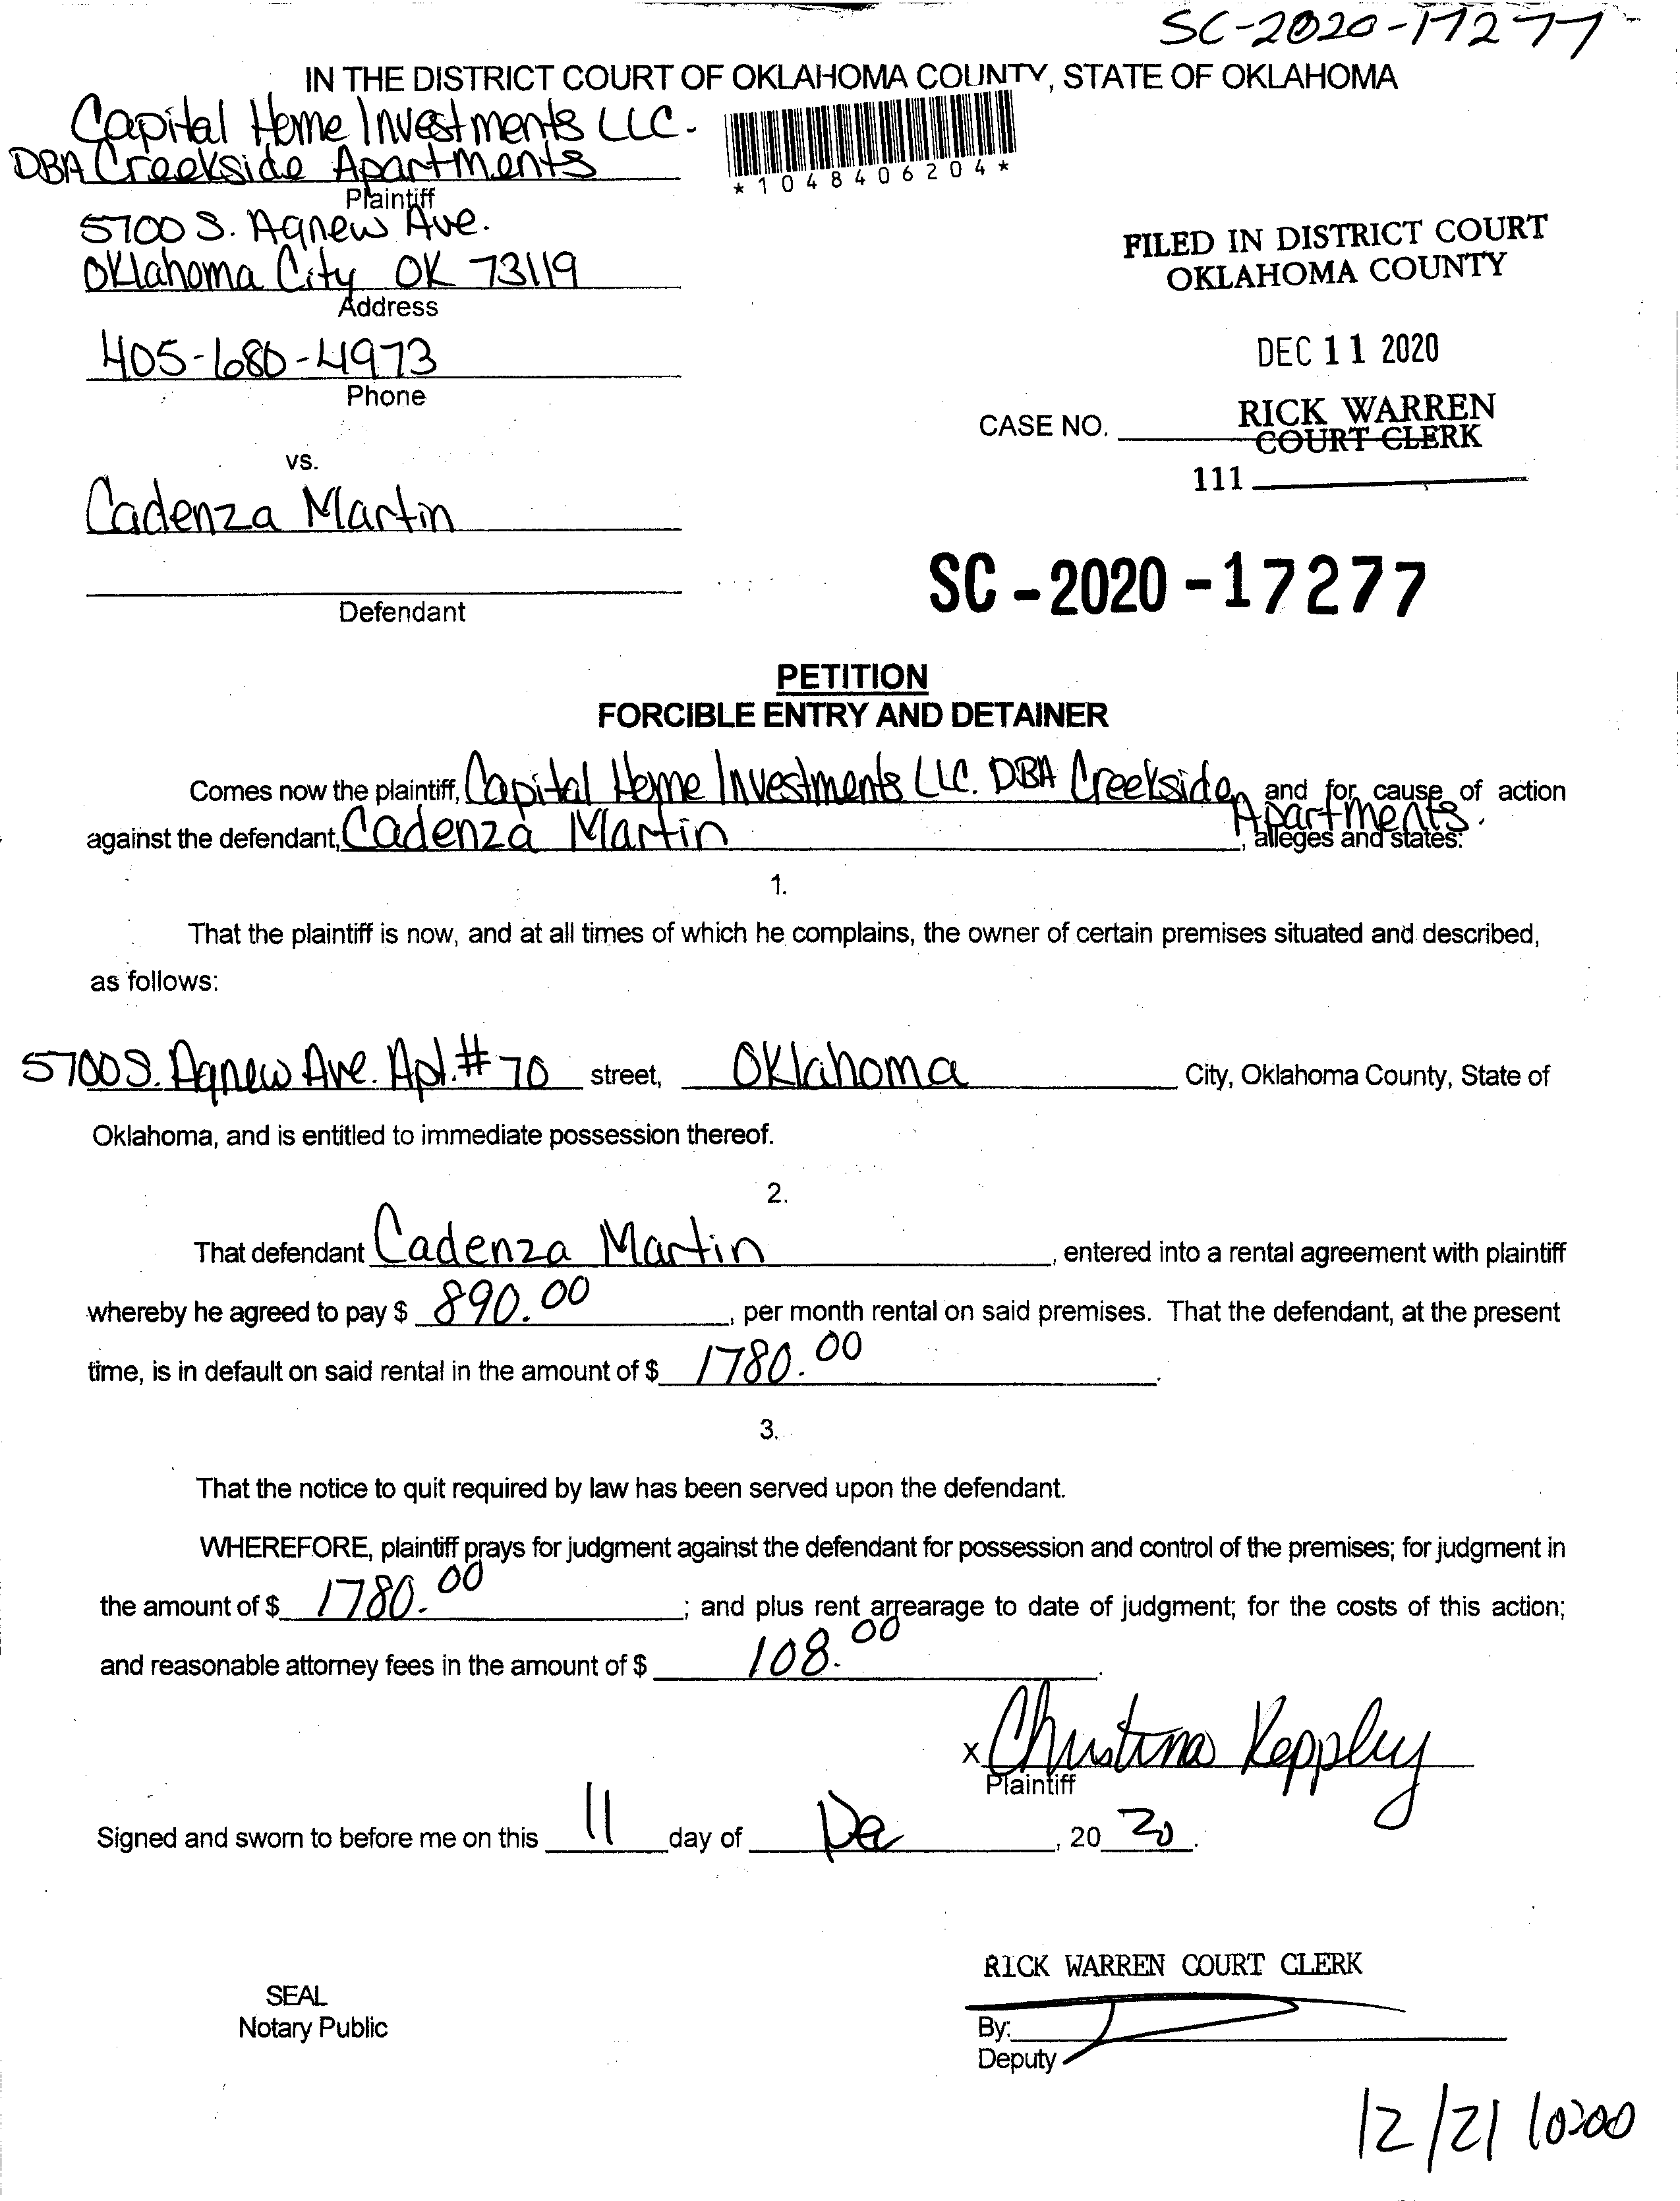 SC-2020-17277
IN THE DISTRICT COURT OF OKLAHOMA COUNTY, STATE OF OKLAHOMA
Capital Home Investments LLC.
DBA Creekside Apartments
Plaintiff
*1048406204*
5700 S. Agnew Ave.
Oklahoma City OK 73119
Address
FILED IN DISTRICT COURT
OKLAHOMA COUNTY
405-680-4973
Phone
DEC 11 2020
CASE NO.
RICK WARREN
COURT CLERK
111
vs.
Cadenza Martin
Defendant
SC-2020-17277
PETITION
FORCIBLE ENTRY AND DETAINER
Comes now the plaintiff, Capital Home Investments LLC. DBA Creekside Apartments. and for cause of action
against the defendant, Cadenza Martin, alleges and states:
1.
That the plaintiff is now, and at all times of which he complains, the owner of certain premises situated and described,
as follows:
5700 S. Agnew Ave. Apt. # 70 street, Oklahoma City, Oklahoma County, State of
Oklahoma, and is entitled to immediate possession thereof.
2.
That defendant Cadenza Martin, entered into a rental agreement with plaintiff
whereby he agreed to pay $ 890.00, per month rental on said premises. That the defendant, at the present
time, is in default on said rental in the amount of $ 1780.00.
3.
That the notice to quit required by law has been served upon the defendant.
WHEREFORE, plaintiff prays for judgment against the defendant for possession and control of the premises; for judgment in
the amount of $ 1780.00; and plus rent arrearage to date of judgment; for the costs of this action;
and reasonable attorney fees in the amount of $ 108.00.
x Christina Keppley
Plaintiff
Signed and sworn to before me on this 11 day of Dec, 20 20.
RICK WARREN COURT CLERK
SEAL
Notary Public
By:
Deputy
12/21 10:00